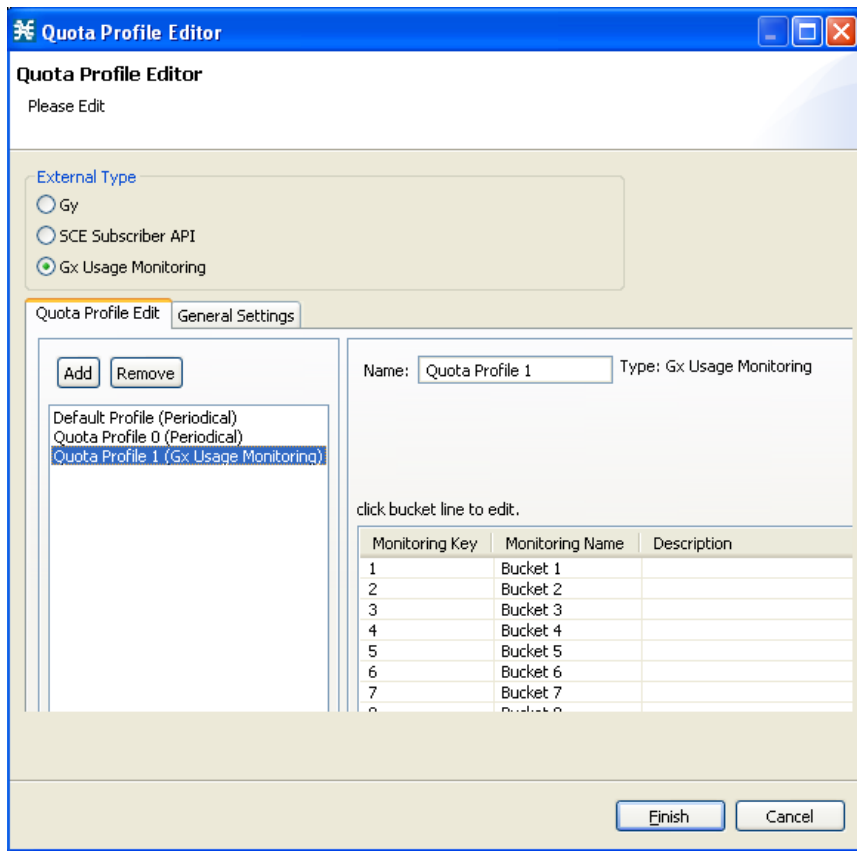 Quota Profile Editor
Quota Profile Editor
Please Edit
External Type
Gy
SCE Subscriber API
Gx Usage Monitoring
Quota Profile Edit General Settings
Add Remove
Default Profile (Periodical)
Quota Profile 0 (Periodical)
Quota Profile 1 (Gx Usage Monitoring)
Name: Quota Profile 1 Type: Gx Usage Monitoring
click bucket line to edit.
Monitoring Key Monitoring Name Description
1 Bucket 1
2 Bucket 2
3 Bucket 3
4 Bucket 4
5 Bucket 5
6 Bucket 6
7 Bucket 7
Finish Cancel